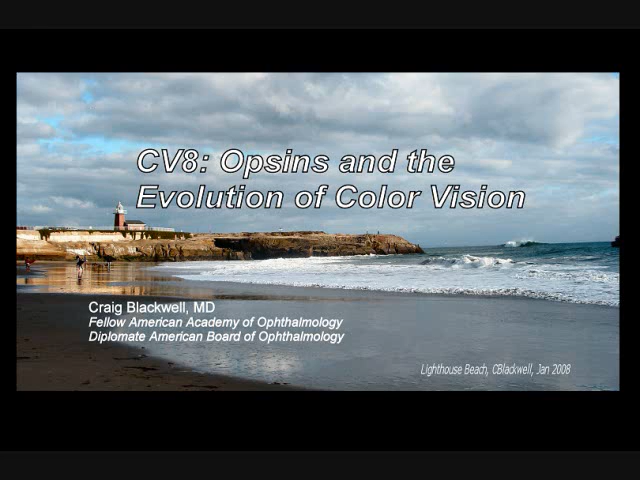 CV8: Opsins and the
Evolution of Color Vision
Craig Blackwell, MD
Fellow American Academy of Ophthalmology
Diplomate American Board of Ophthalmology
Lighthouse Beach, CBlackwell, Jan 2008